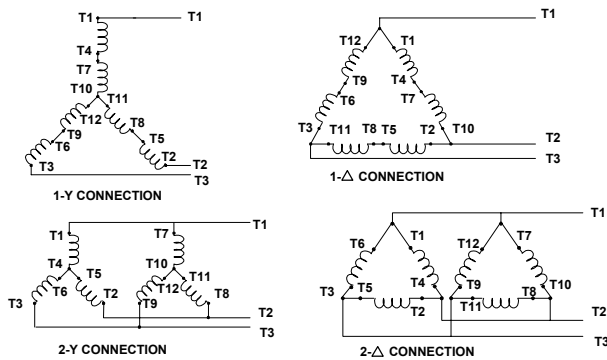 T1 T1
T4
T7
T10 T11
T12
T9 T8
T6 T5
T3 T2 T2
T3
1-Y CONNECTION
T1
T12 T1
T9 T4
T6 T7
T3 T11 T8 T5 T2 T10 T2
T3
1-△ CONNECTION
T1
T1 T7
T4 T5 T10 T11
T6 T12
T3 T2 T9 T8 T2
T3
2-Y CONNECTION
T1
T6 T1 T12 T7
T3 T5 T4 T9 T10
T2 T11 T8
T2
T3
2-△ CONNECTION